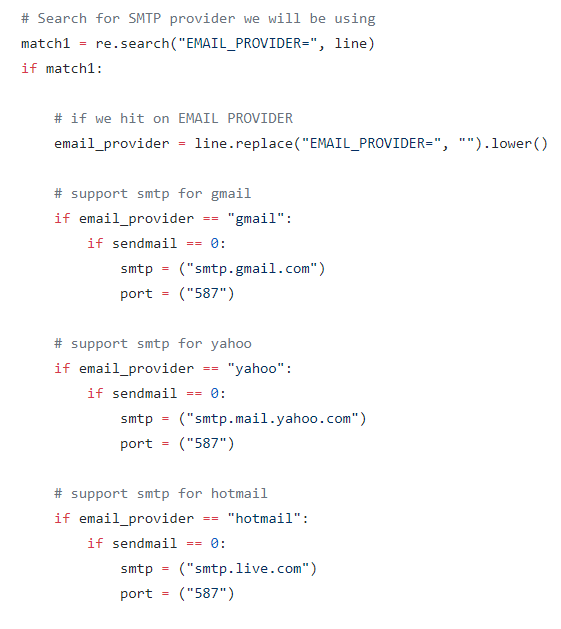 # Search for SMTP provider we will be using
match1 = re.search("EMAIL_PROVIDER=", line)
if match1:
# if we hit on EMAIL PROVIDER
email_provider = line.replace("EMAIL_PROVIDER=", "").lower()
# support smtp for gmail
if email_provider == "gmail":
if sendmail == 0:
smtp = ("smtp.gmail.com")
port = ("587")
# support smtp for yahoo
if email_provider == "yahoo":
if sendmail == 0:
smtp = ("smtp.mail.yahoo.com")
port = ("587")
# support smtp for hotmail
if email_provider == "hotmail":
if sendmail == 0:
smtp = ("smtp.live.com")
port = ("587")